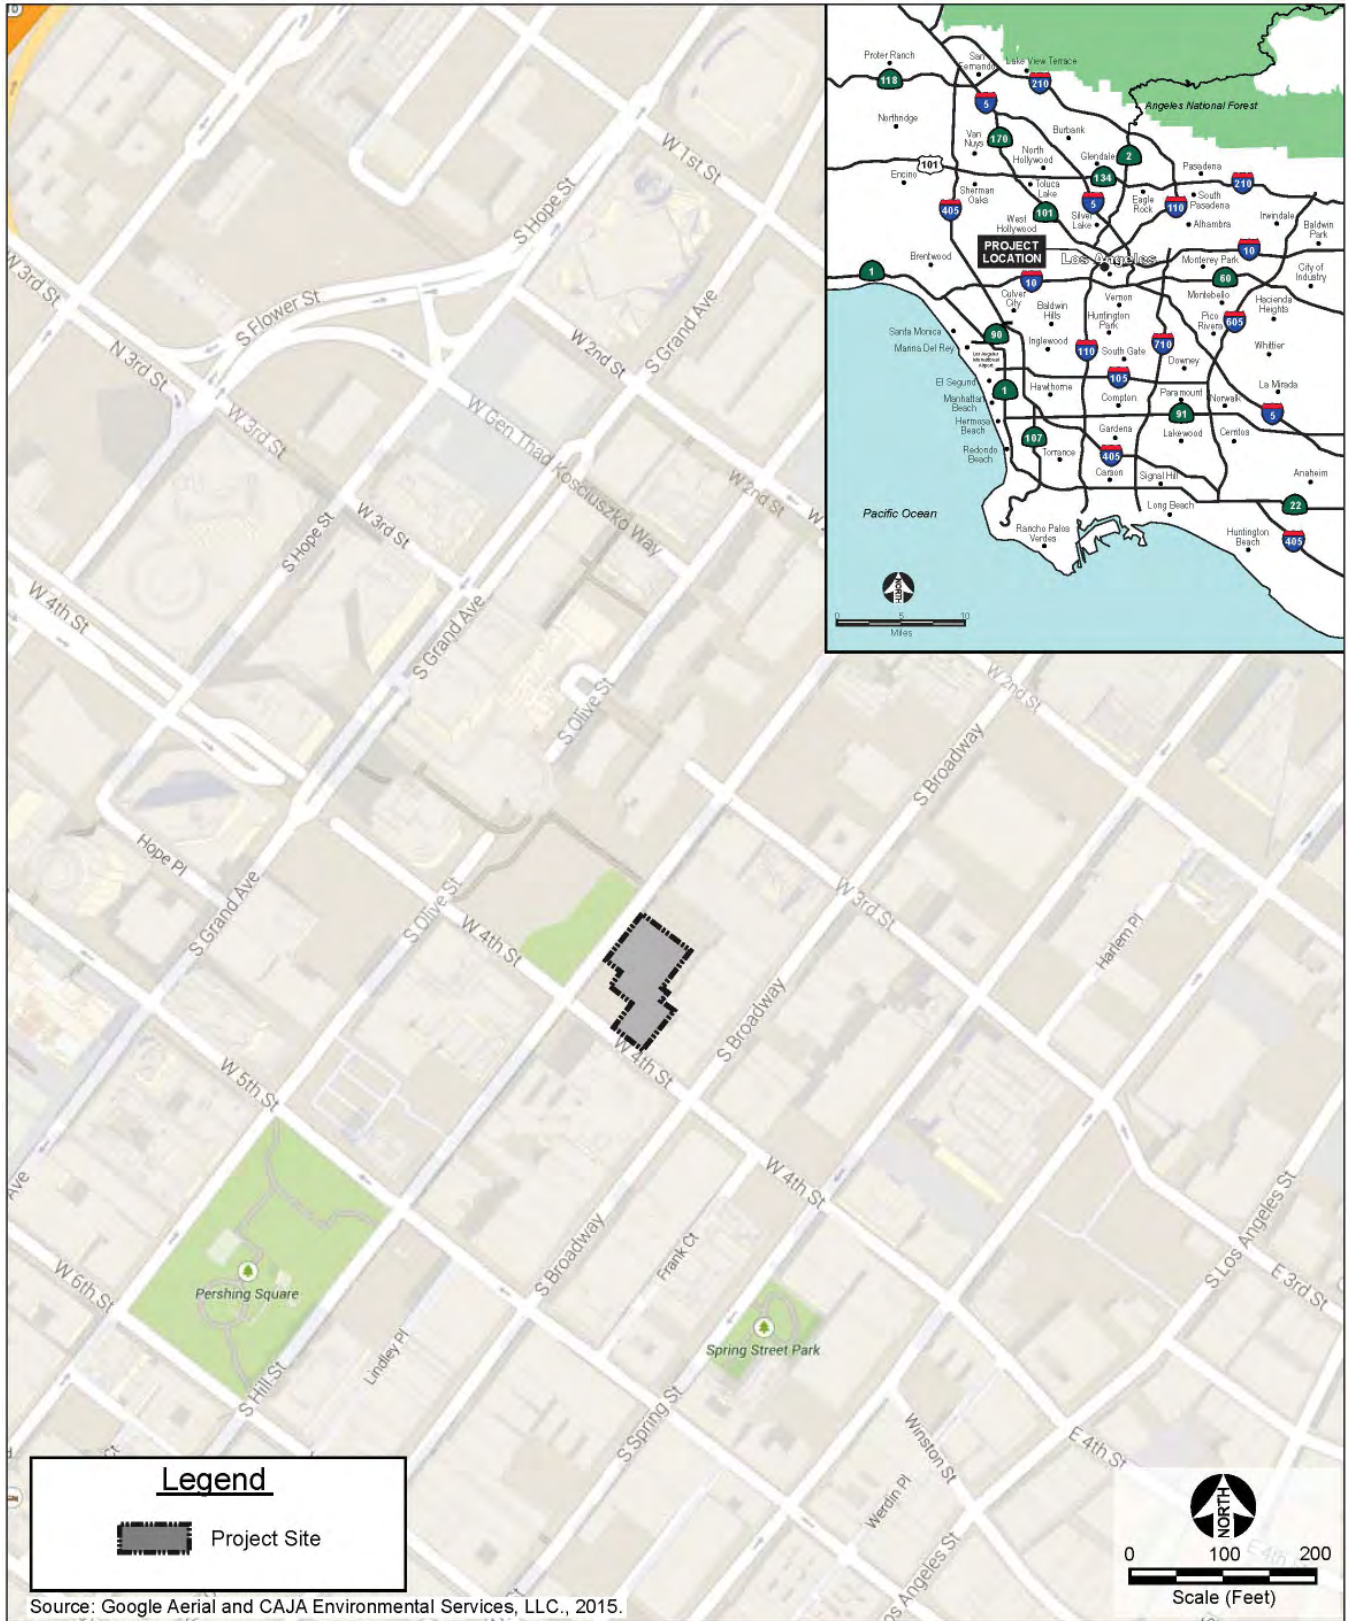 W 1st St
S Hope St
W 3rd St
S Flower St
S Grand Ave
N 3rd St
W 2nd St
W 3rd St
W Gen Thad Kosciuszko Way
W 2nd St
S Hope St
W 3rd St
W 4th St
S Grand Ave
S Olive St
W 2nd St
S Broadway
Hope Pl
S Grand Ave
S Olive St
W 4th St
W 3rd St
Harlem Pl
S Broadway
W 4th St
W 5th St
W 4th St
Ave
S Broadway
Frank Ct
S Los Angeles St
E 3rd St
W 6th St
Pershing Square
Spring Street Park
Lindley Pl
S Hill St
S Spring St
Winston St
E 4th St
Werdin Pl
os Angeles St
Proter Ranch
San
Fernando
Lake View Terrace
118
210
5
Angeles National Forest
Northridge
Van
Nuys
170
Burbank
North
Hollywood
Glendale
2
Pasadena
101
Encino
134
210
Sherman
Oaks
Toluca
Lake
Eagle
Rock
South
Pasadena
405
101
5
110
West
Hollywood
Silver
Lake
Alhambra
Irwindale
Baldwin
Park
PROJECT
LOCATION
Los Angeles
Brentwood
Monterey Park
10
1
10
60
City of
Industry
Culver
City
Baldwin
Hills
Vernon
Montebello
Hacienda
Heights
Huntington
Park
Pico
Rivera
605
Santa Monica
90
Marina Del Rey
Los Angeles
International
Airport
Inglewood
110
South Gate
710
Downey
Whittier
El Segund
1
Hawthorne
105
Compton
Paramount
Norwalk
La Mirada
Manhattan
Beach
Hermosa
Beach
91
5
107
Gardena
Lakewood
Cerritos
Redondo
Beach
Torrance
405
Carson
Signal Hill
Anaheim
Long Beach
22
Pacific Ocean
Rancho Palos
Verdes
Huntington
Beach
405
NORTH
0 5 10
Miles
Legend
Project Site
NORTH
E 4th
0 100 200
Scale (Feet)
Source: Google Aerial and CAJA Environmental Services, LLC., 2015.